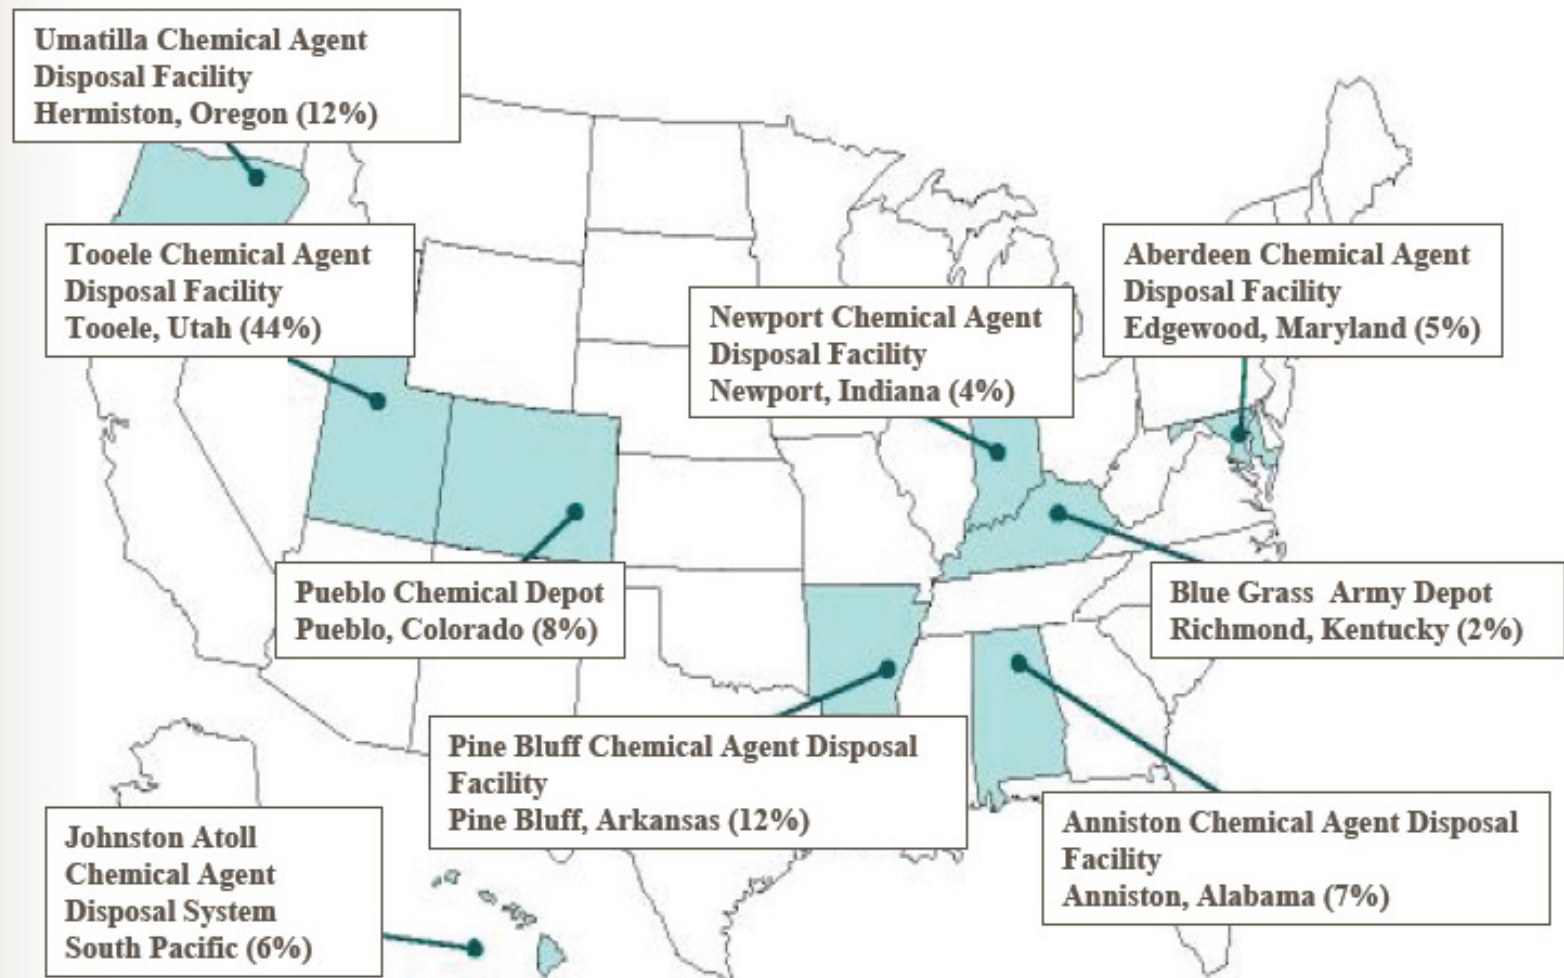 Umatilla Chemical Agent
Disposal Facility
Hermiston, Oregon (12%)
Tooele Chemical Agent
Disposal Facility
Tooele, Utah (44%)
Newport Chemical Agent
Disposal Facility
Newport, Indiana (4%)
Aberdeen Chemical Agent
Disposal Facility
Edgewood, Maryland (5%)
Pueblo Chemical Depot
Pueblo, Colorado (8%)
Blue Grass Army Depot
Richmond, Kentucky (2%)
Pine Bluff Chemical Agent Disposal
Facility
Pine Bluff, Arkansas (12%)
Anniston Chemical Agent Disposal
Facility
Anniston, Alabama (7%)
Johnston Atoll
Chemical Agent
Disposal System
South Pacific (6%)